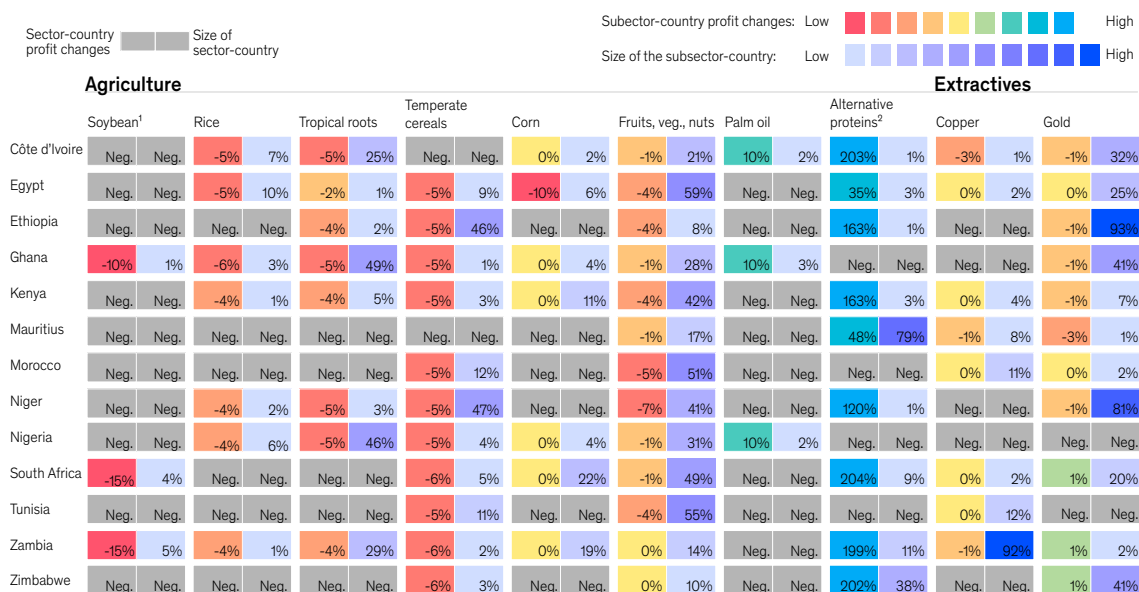 Sector-country
profit changes
Size of
sector-country
Subector-country profit changes: Low High
Size of the subsector-country: Low High
Agriculture Extractives
Soybean¹ Rice Tropical roots Temperate cereals Corn Fruits, veg., nuts Palm oil Alternative proteins² Copper Gold
Côte d'Ivoire Neg. Neg. -5% 7% -5% 25% Neg. Neg. 0% 2% -1% 21% 10% 2% 203% 1% -3% 1% -1% 32%
Egypt Neg. Neg. -5% 10% -2% 1% -5% 9% -10% 6% -4% 59% Neg. Neg. 35% 3% 0% 2% 0% 25%
Ethiopia Neg. Neg. Neg. Neg. -4% 2% -5% 46% Neg. Neg. -4% 8% Neg. Neg. 163% 1% Neg. Neg. -1% 93%
Ghana -10% 1% -6% 3% -5% 49% -5% 1% 0% 4% -1% 28% 10% 3% Neg. Neg. Neg. Neg. -1% 41%
Kenya Neg. Neg. -4% 1% -4% 5% -5% 3% 0% 11% -4% 42% Neg. Neg. 163% 3% 0% 4% -1% 7%
Mauritius Neg. Neg. Neg. Neg. Neg. Neg. Neg. Neg. Neg. Neg. -1% 17% Neg. Neg. 48% 79% -1% 8% -3% 1%
Morocco Neg. Neg. Neg. Neg. Neg. Neg. -5% 12% Neg. Neg. -5% 51% Neg. Neg. Neg. Neg. 0% 11% 0% 2%
Niger Neg. Neg. -4% 2% -5% 3% -5% 47% Neg. Neg. -7% 41% Neg. Neg. 120% 1% Neg. Neg. -1% 81%
Nigeria Neg. Neg. -4% 6% -5% 46% -5% 4% 0% 4% -1% 31% 10% 2% Neg. Neg. Neg. Neg. Neg. Neg.
South Africa -15% 4% Neg. Neg. Neg. Neg. -6% 5% 0% 22% -1% 49% Neg. Neg. 204% 9% 0% 2% 1% 20%
Tunisia Neg. Neg. Neg. Neg. Neg. Neg. -5% 11% Neg. Neg. -4% 55% Neg. Neg. Neg. Neg. 0% 12% Neg. Neg.
Zambia -15% 5% -4% 1% -4% 29% -6% 2% 0% 19% 0% 14% Neg. Neg. 199% 11% -1% 92% 1% 2%
Zimbabwe Neg. Neg. Neg. Neg. Neg. Neg. -6% 3% Neg. Neg. 0% 10% Neg. Neg. 202% 38% Neg. Neg. 1% 41%